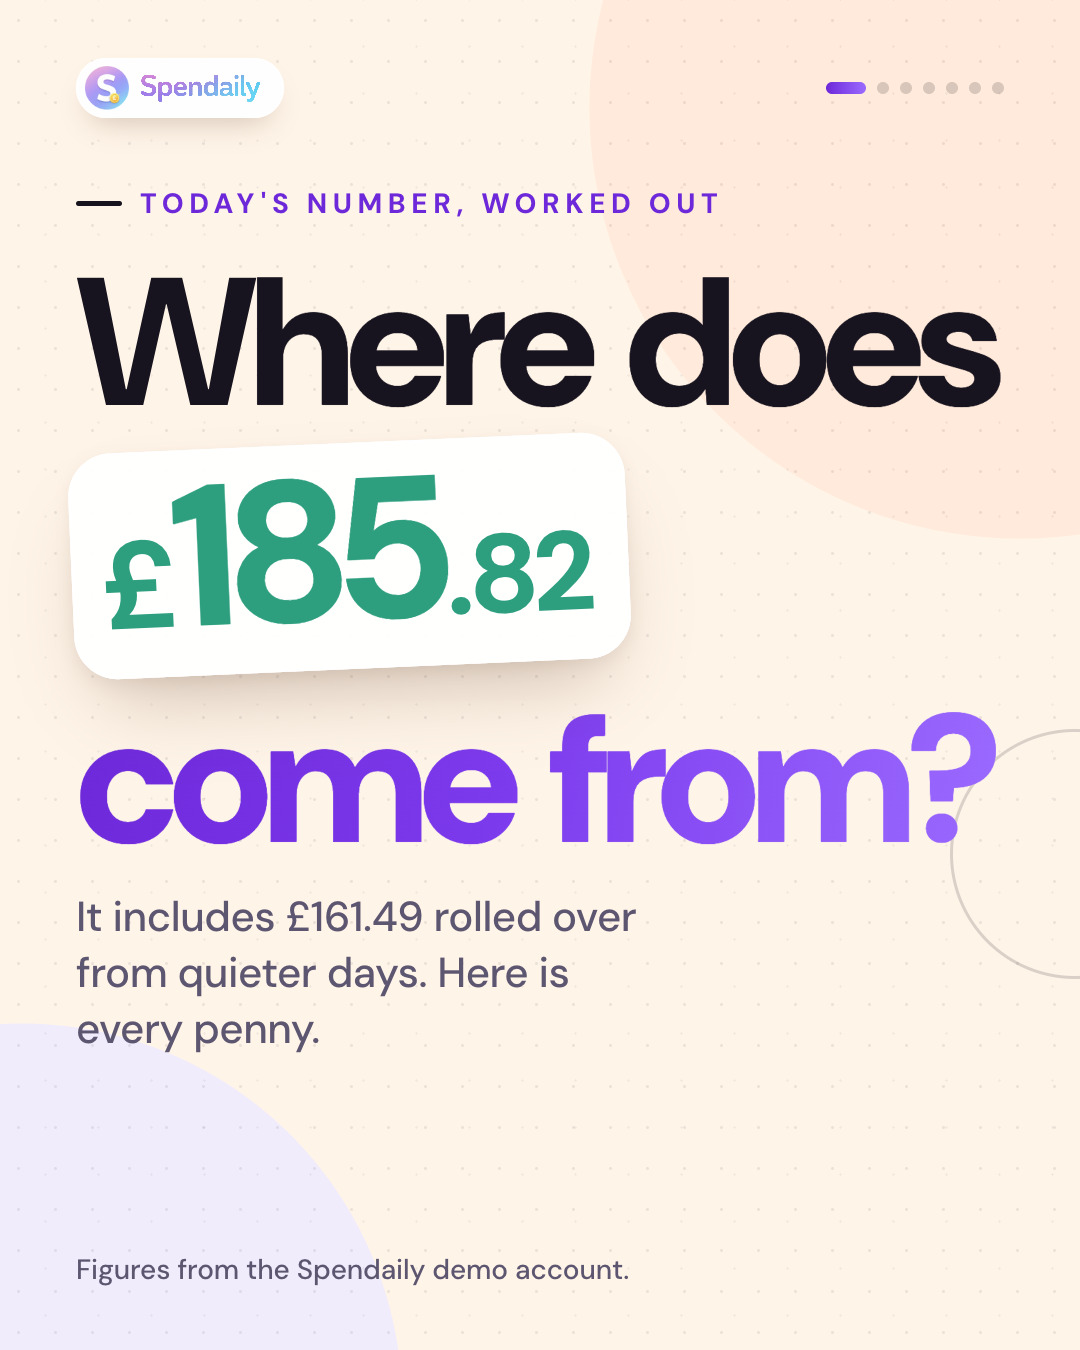 Spendaily
TODAY'S NUMBER, WORKED OUT
Where does
£185.82
come from?
It includes £161.49 rolled over
from quieter days. Here is
every penny.
Figures from the Spendaily demo account.